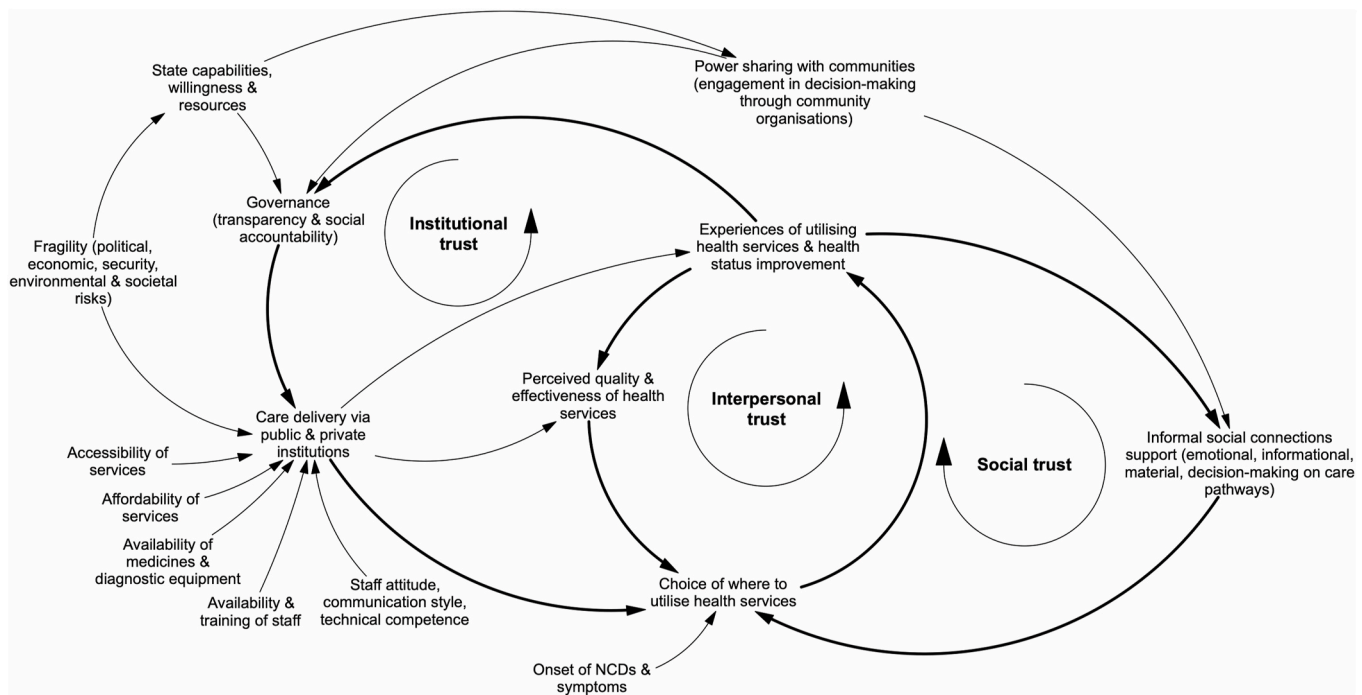 State capabilities,
willingness &
resources
Power sharing with communities
(engagement in decision-making
through community
organisations)
Governance
(transparency & social
accountability)
Institutional
trust
Experiences of utilising
health services & health
status improvement
Fragility (political,
economic, security,
environmental & societal
risks)
Perceived quality &
effectiveness of health
services
Interpersonal
trust
Care delivery via
public & private
institutions
Social trust
Informal social connections
support (emotional, informational,
material, decision-making on care
pathways)
Accessibility of
services
Affordability of
services
Availability of
medicines &
diagnostic equipment
Availability &
training of staff
Staff attitude,
communication style,
technical competence
Choice of where to
utilise health services
Onset of NCDs &
symptoms